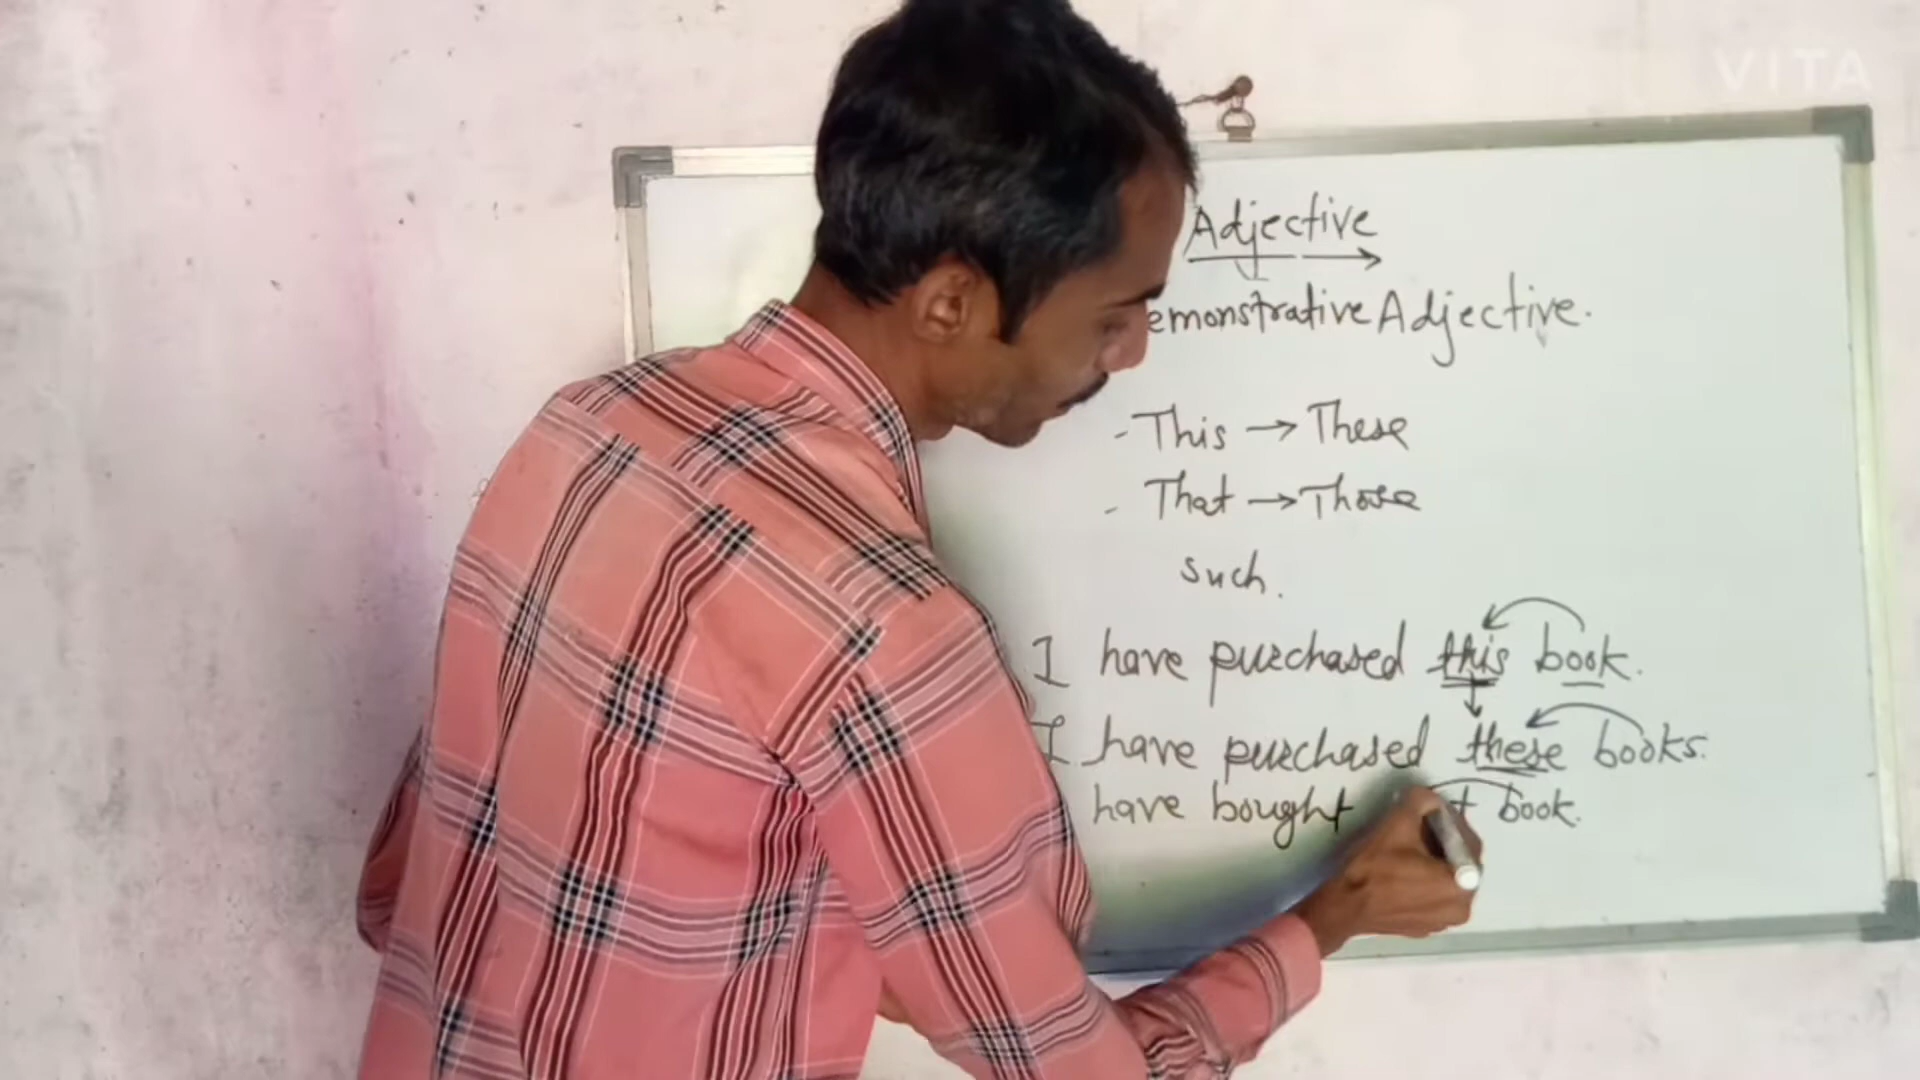 VITA
Adjective
emonstrative Adjective.
- This → These
- That → Those
such.
I have purchased this book.
I have purchased these books.
have bought book.